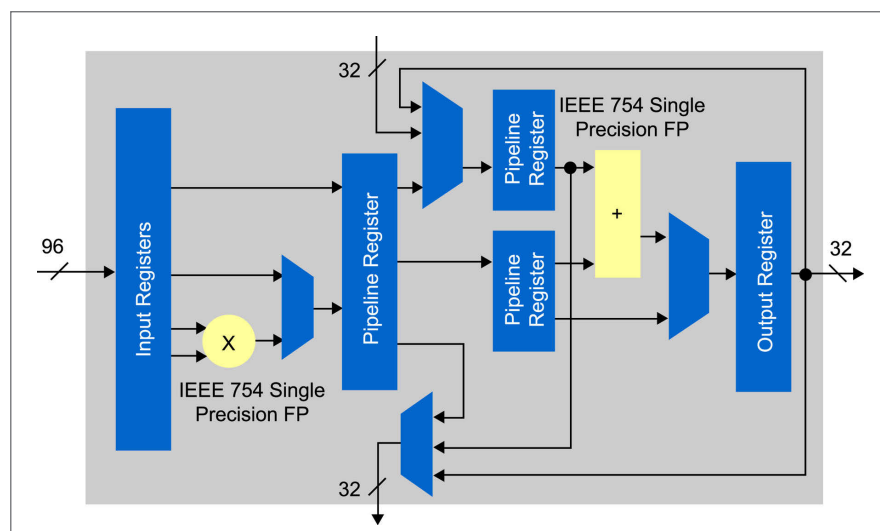 32
IEEE 754 Single
Precision FP
Pipeline
Register
+
96
Input Registers
Pipeline Register
Pipeline
Register
Output Register
32
X
IEEE 754 Single
Precision FP
32